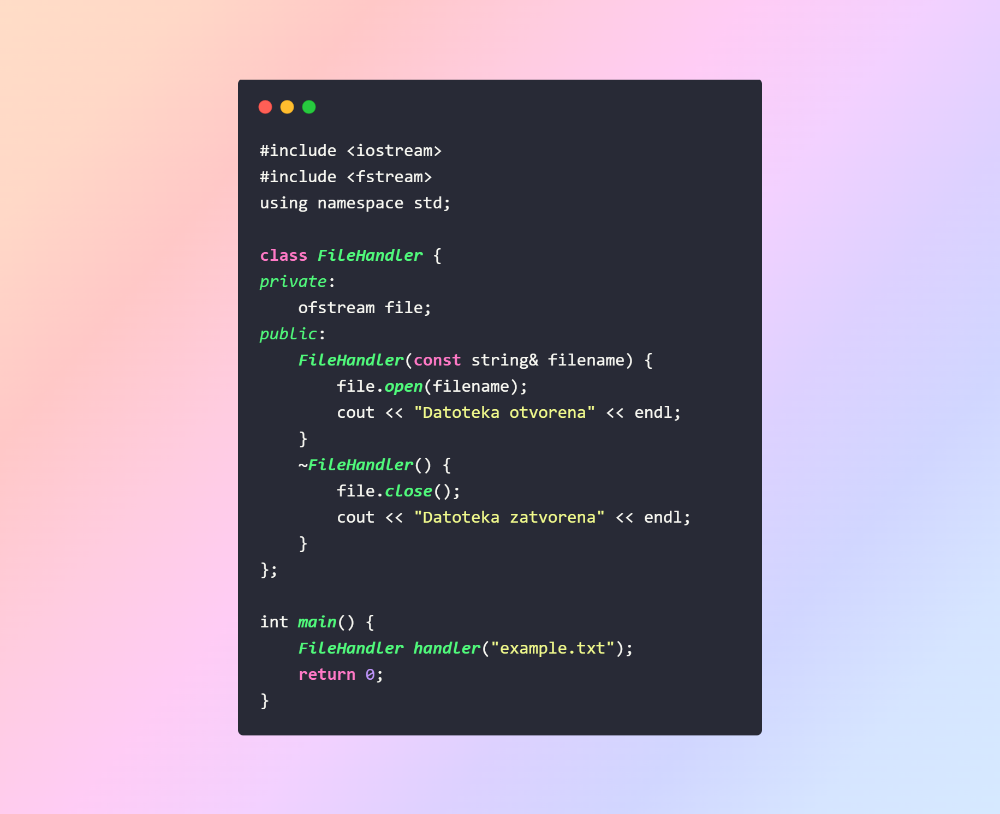 #include <iostream>
#include <fstream>
using namespace std;

class FileHandler {
private:
    ofstream file;
public:
    FileHandler(const string& filename) {
        file.open(filename);
        cout << "Datoteka otvorena" << endl;
    }
    ~FileHandler() {
        file.close();
        cout << "Datoteka zatvorena" << endl;
    }
};

int main() {
    FileHandler handler("example.txt");
    return 0;
}